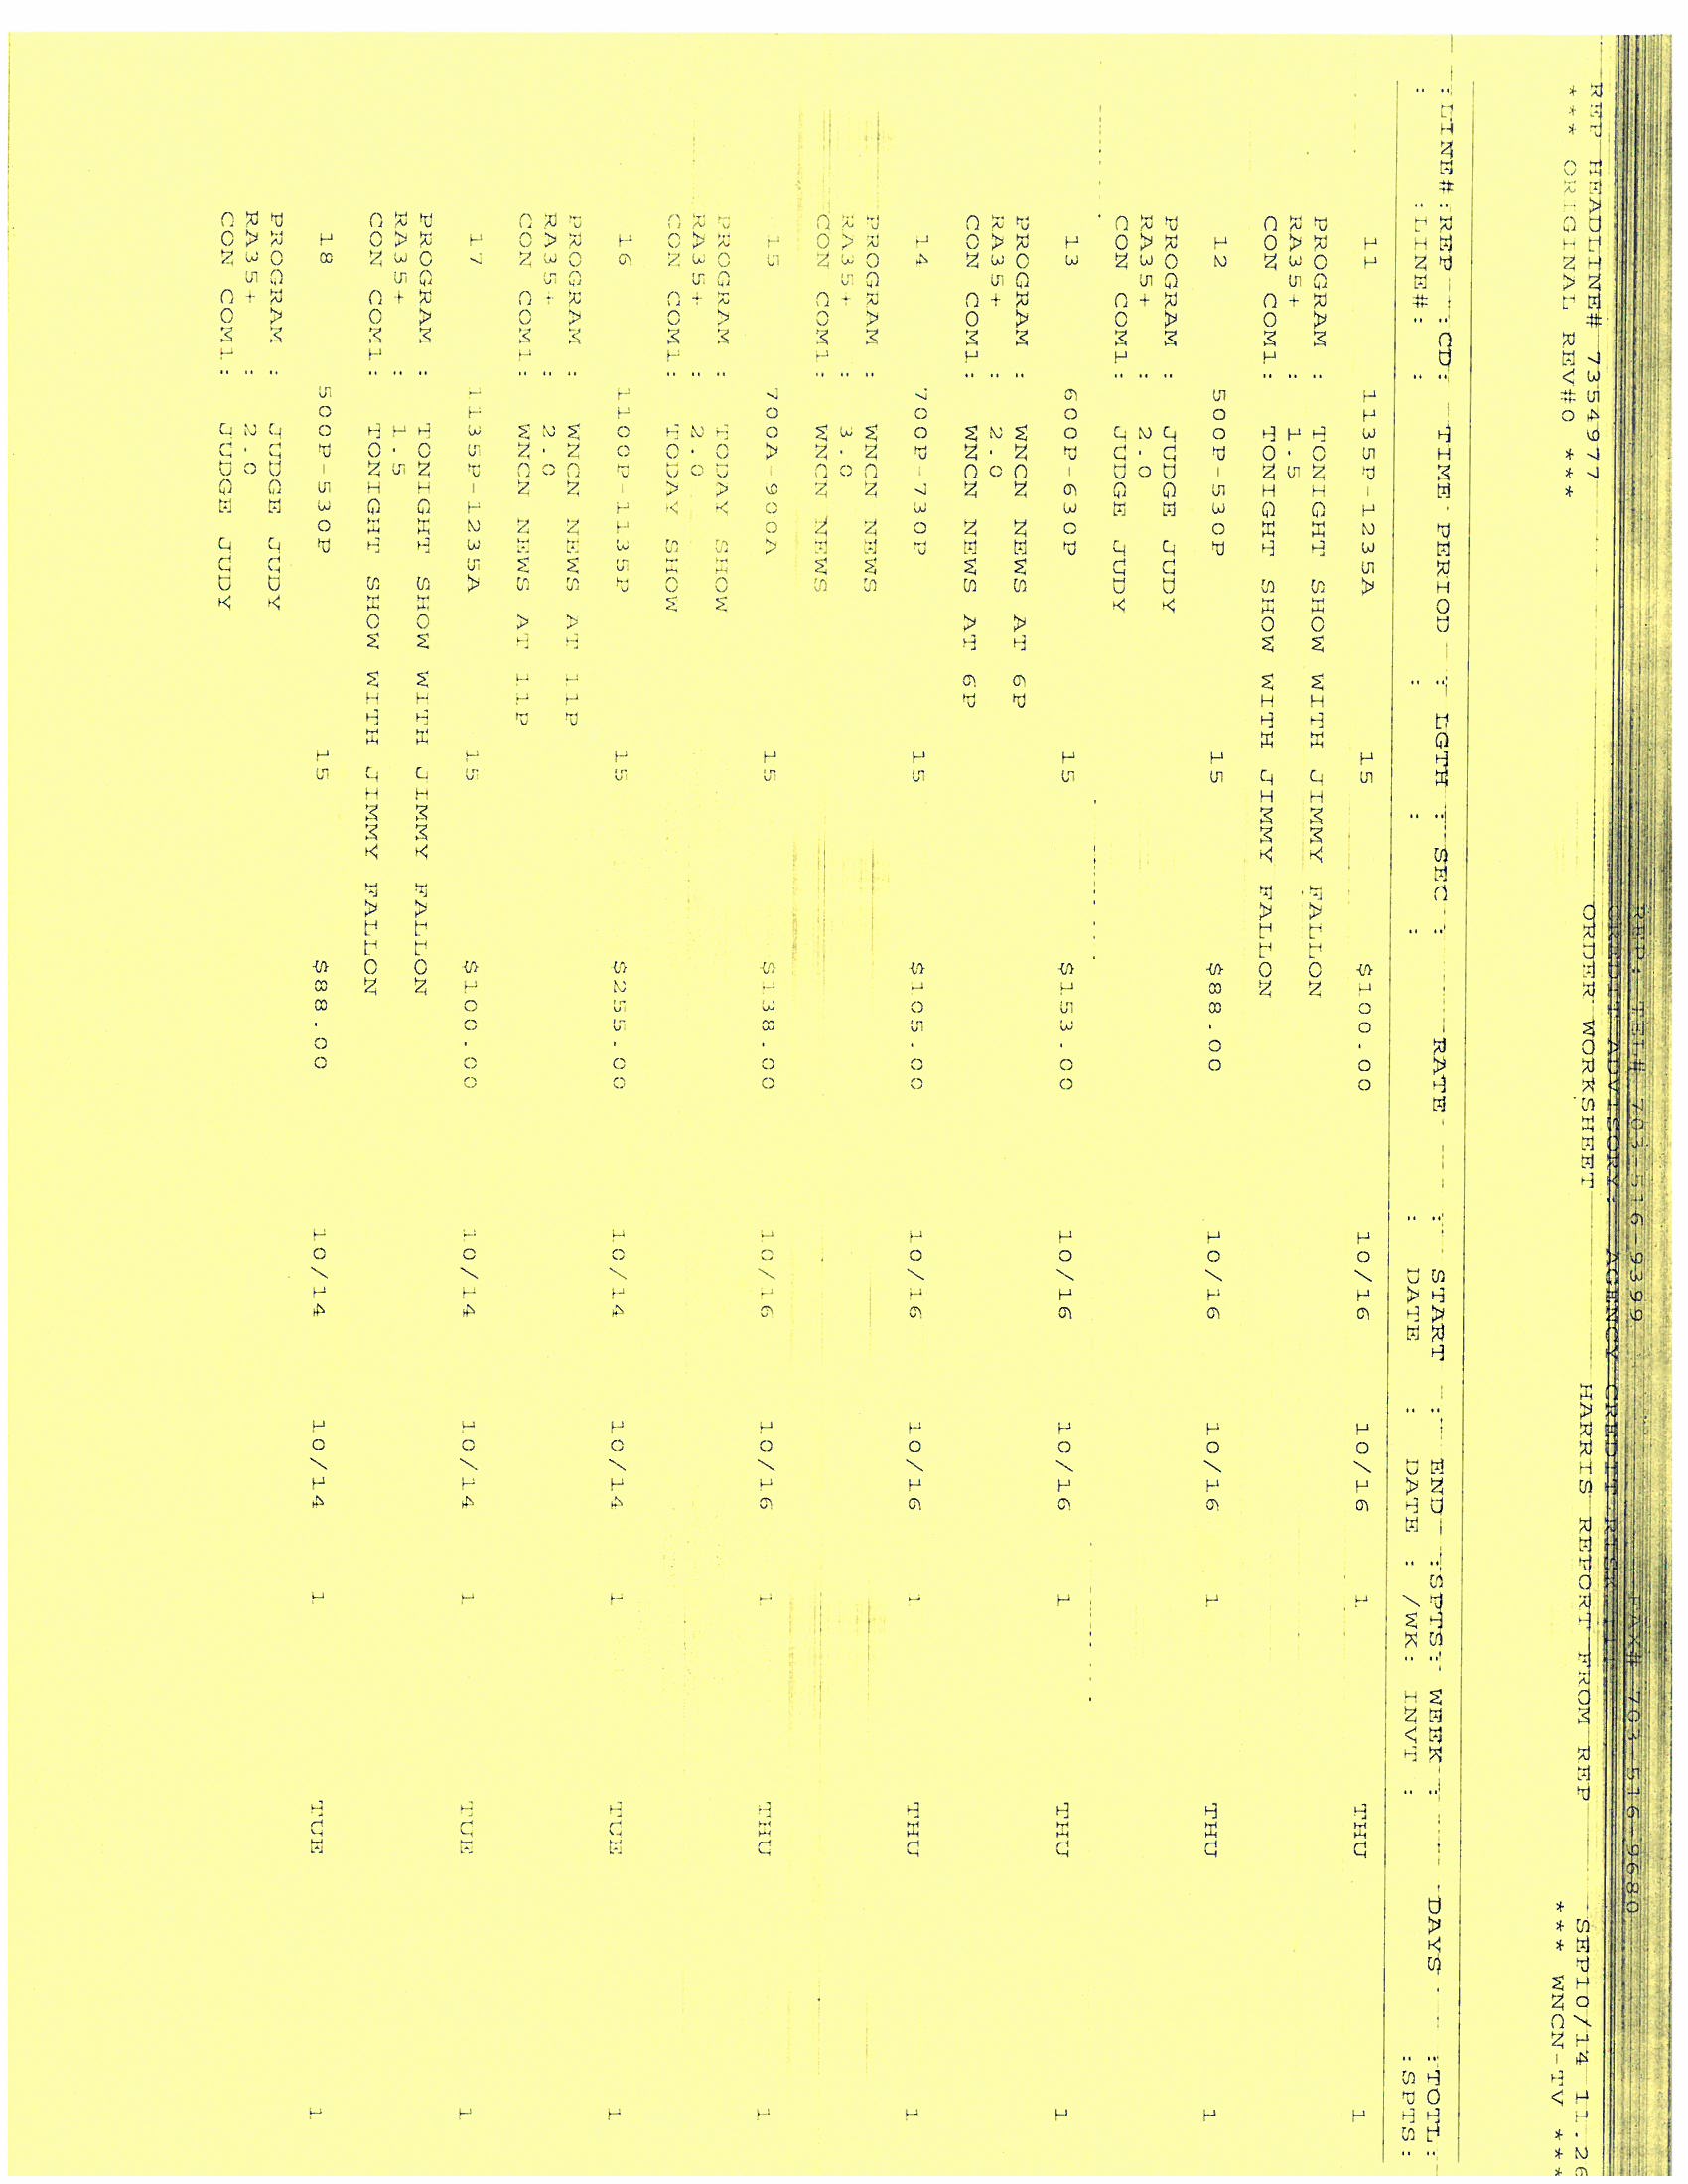 REP: TEL# 703-516-9399 FAX# 703-516-9680
CREDIT ADVISORY: AGENCY CREDIT RISK
REP HEADLINE# 7354977 ORDER WORKSHEET HARRIS REPORT FROM REP SEP10/14 11.26
*** ORIGINAL REV#0 *** *** WNCN-TV ***
:LINE#:REP :CD: TIME PERIOD : LGTH : SEC : RATE : START : END :SPTS: WEEK : DAYS :TOTL:
: :LINE#: : : : : DATE : DATE : /WK: INVT : :SPTS:
11 1135P-1235A 15 $100.00 10/16 10/16 1 THU 1
PROGRAM : TONIGHT SHOW WITH JIMMY FALLON
RA35+ : 1.5
CON COM1: TONIGHT SHOW WITH JIMMY FALLON
12 500P-530P 15 $88.00 10/16 10/16 1 THU 1
PROGRAM : JUDGE JUDY
RA35+ : 2.0
CON COM1: JUDGE JUDY
13 600P-630P 15 $153.00 10/16 10/16 1 THU 1
PROGRAM : WNCN NEWS AT 6P
RA35+ : 2.0
CON COM1: WNCN NEWS AT 6P
14 700P-730P 15 $105.00 10/16 10/16 1 THU 1
PROGRAM : WNCN NEWS
RA35+ : 3.0
CON COM1: WNCN NEWS
15 700A-900A 15 $138.00 10/16 10/16 1 THU 1
PROGRAM : TODAY SHOW
RA35+ : 2.0
CON COM1: TODAY SHOW
16 1100P-1135P 15 $255.00 10/14 10/14 1 TUE 1
PROGRAM : WNCN NEWS AT 11P
RA35+ : 2.0
CON COM1: WNCN NEWS AT 11P
17 1135P-1235A 15 $100.00 10/14 10/14 1 TUE 1
PROGRAM : TONIGHT SHOW WITH JIMMY FALLON
RA35+ : 1.5
CON COM1: TONIGHT SHOW WITH JIMMY FALLON
18 500P-530P 15 $88.00 10/14 10/14 1 TUE 1
PROGRAM : JUDGE JUDY
RA35+ : 2.0
CON COM1: JUDGE JUDY